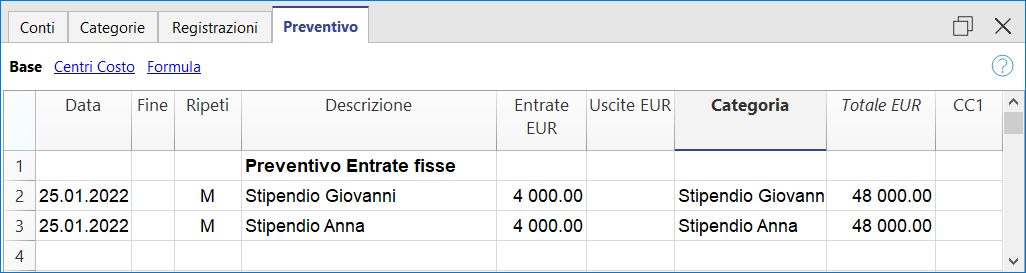 Conti Categorie Registrazioni Preventivo
Base Centri Costo Formula ?
Data Fine Ripeti Descrizione Entrate EUR Uscite EUR Categoria Totale EUR CC1
1 Preventivo Entrate fisse
2 25.01.2022 M Stipendio Giovanni 4 000.00 Stipendio Giovann 48 000.00
3 25.01.2022 M Stipendio Anna 4 000.00 Stipendio Anna 48 000.00
4